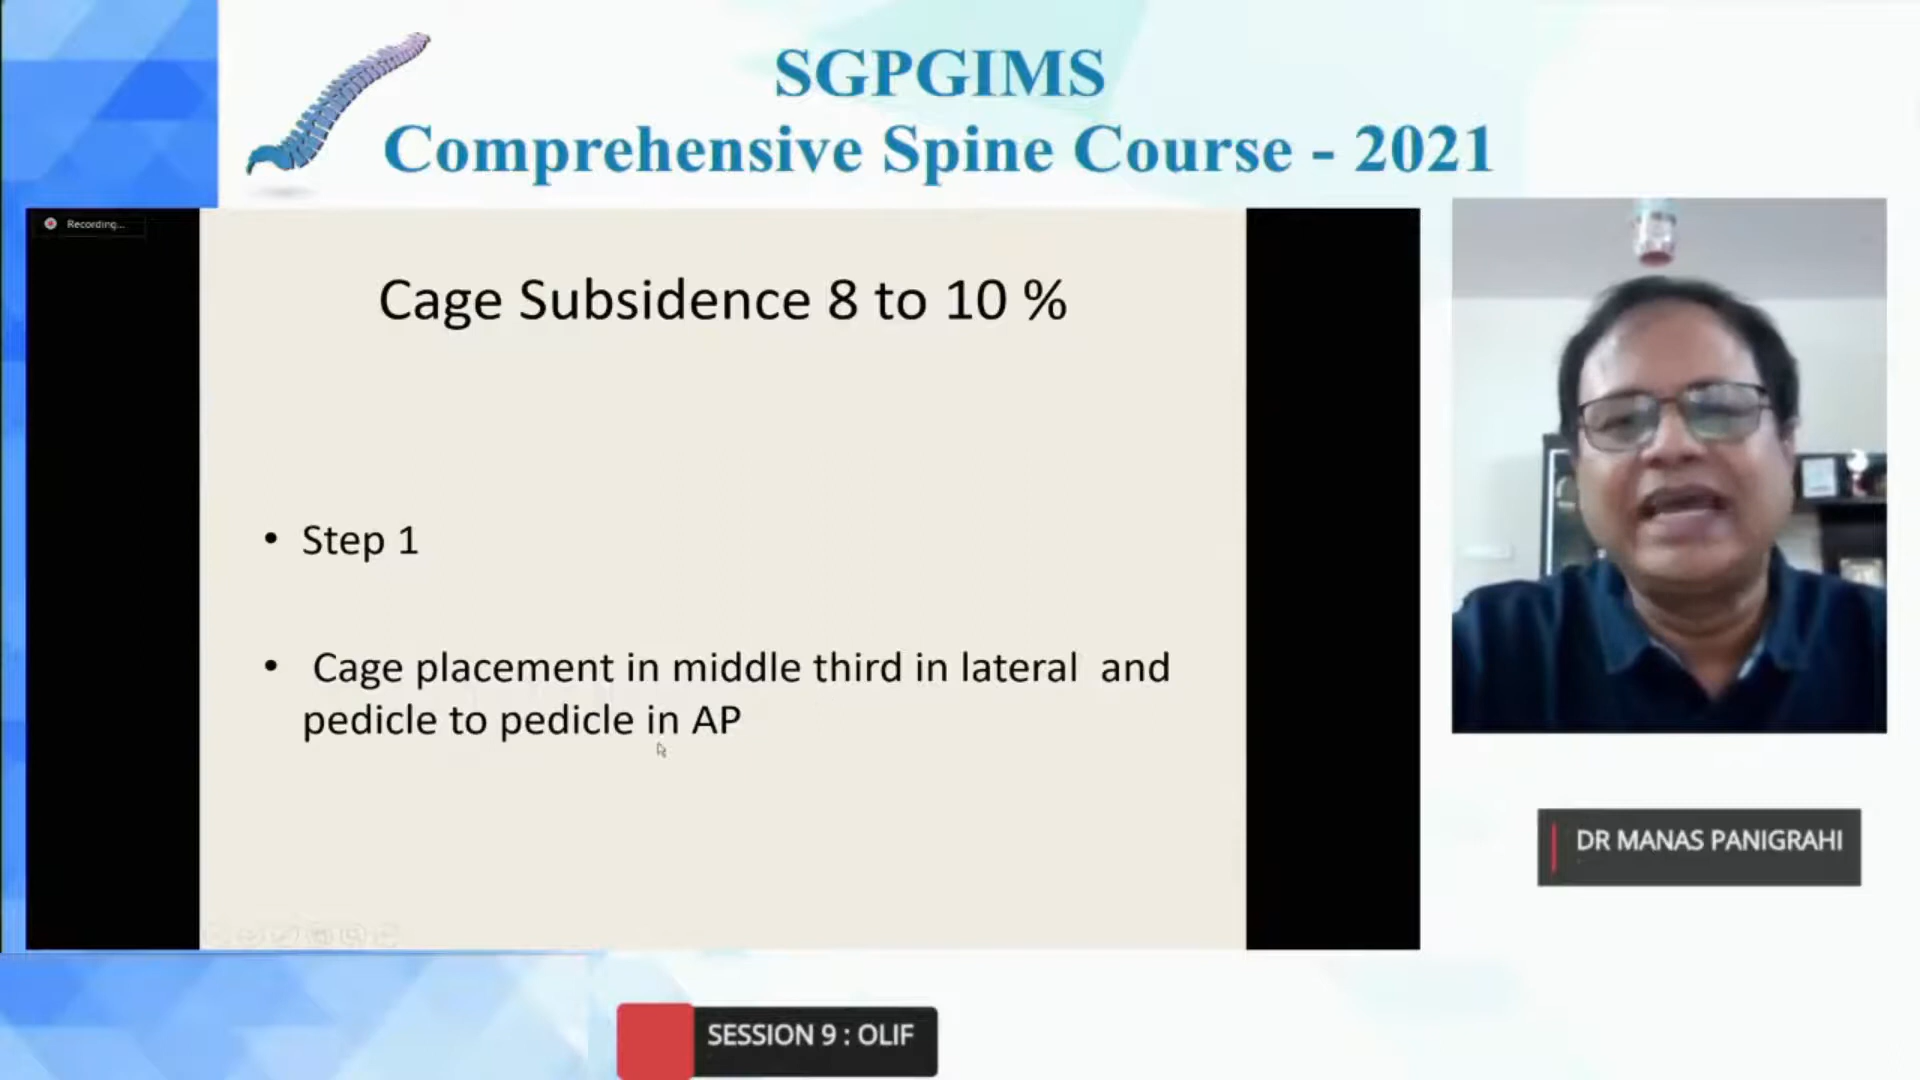 SGPGIMS
Comprehensive Spine Course - 2021
Recording...
Cage Subsidence 8 to 10 %
• Step 1
• Cage placement in middle third in lateral and
pedicle to pedicle in AP
DR MANAS PANIGRAHI
SESSION 9 : OLIF